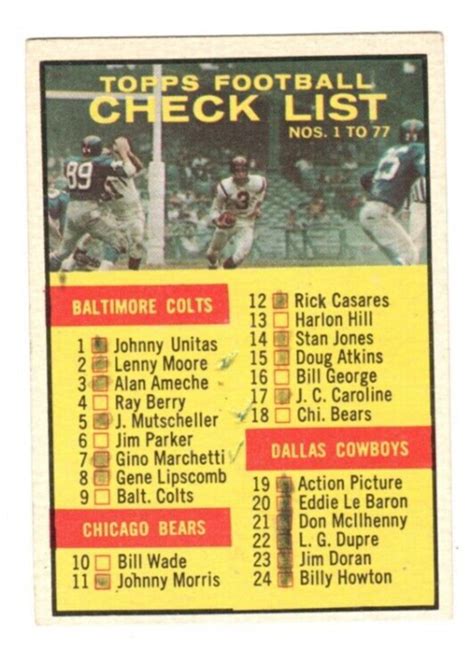 TOPPS FOOTBALL
CHECK LIST
NOS. 1 TO 77
89
3
5
BALTIMORE COLTS
1 Johnny Unitas
2 Lenny Moore
3 Alan Ameche
4 Ray Berry
5 J. Mutscheller
6 Jim Parker
7 Gino Marchetti
8 Gene Lipscomb
9 Balt. Colts
CHICAGO BEARS
10 Bill Wade
11 Johnny Morris
12 Rick Casares
13 Harlon Hill
14 Stan Jones
15 Doug Atkins
16 Bill George
17 J. C. Caroline
18 Chi. Bears
DALLAS COWBOYS
19 Action Picture
20 Eddie Le Baron
21 Don McIlhenny
22 L. G. Dupre
23 Jim Doran
24 Billy Howton